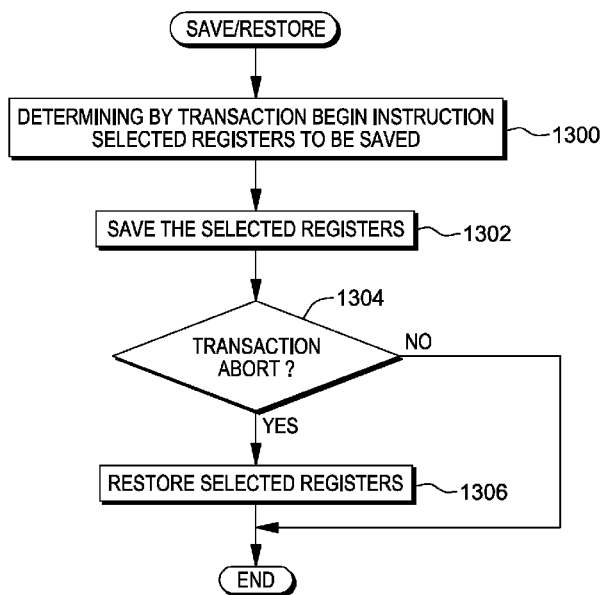 SAVE/RESTORE
DETERMINING BY TRANSACTION BEGIN INSTRUCTION
SELECTED REGISTERS TO BE SAVED
1300
SAVE THE SELECTED REGISTERS
1302
1304
TRANSACTION
ABORT ?
NO
YES
RESTORE SELECTED REGISTERS
1306
END